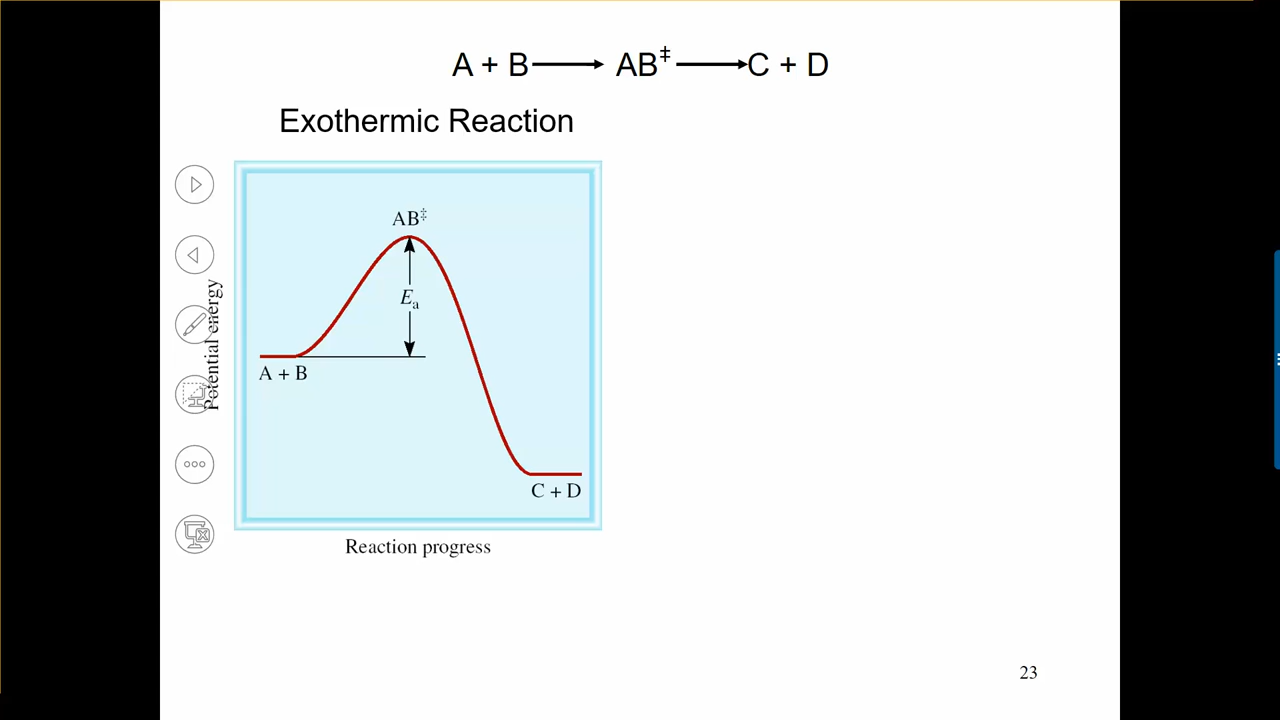 A + B ⟶ AB‡ ⟶ C + D
Exothermic Reaction
AB‡
Ea
A + B
C + D
Potential energy
Reaction progress
23